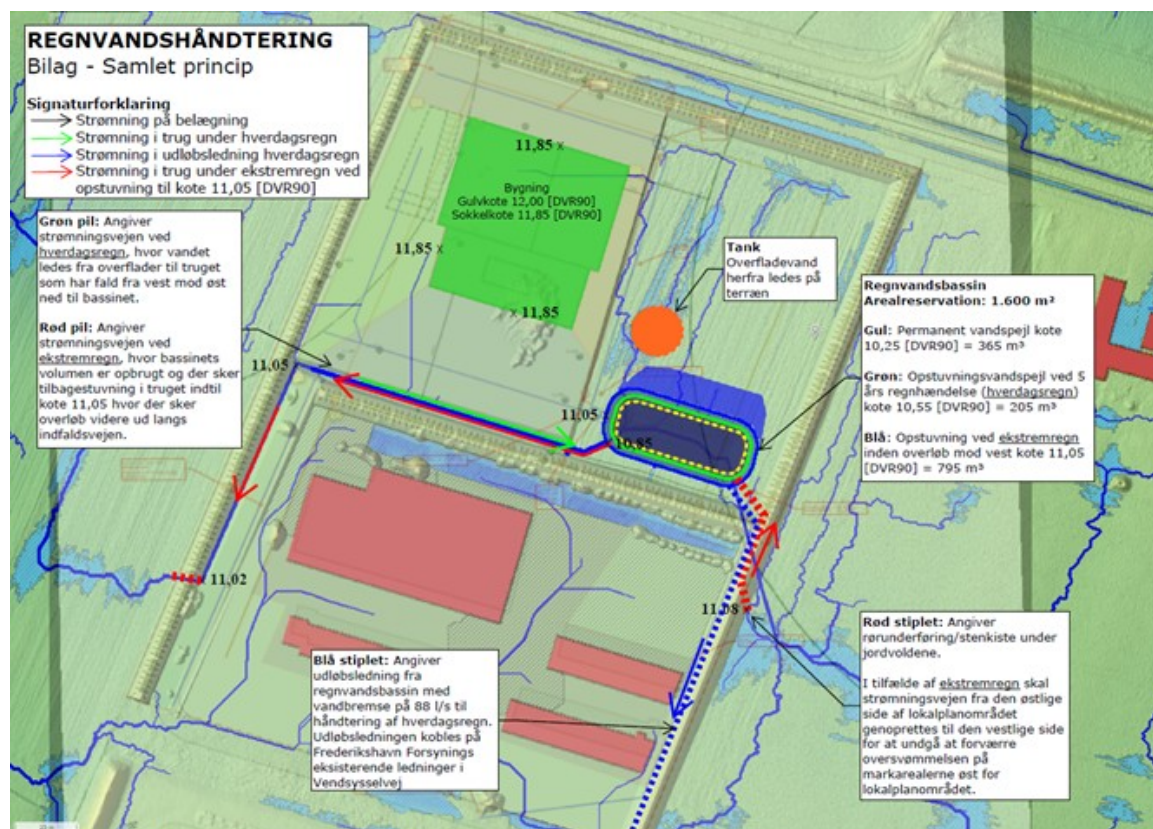 REGNVANDSHÅNDTERING
Bilag - Samlet princip
Signaturforklaring
Strømning på belægning
Strømning i trug under hverdagsregn
Strømning i udløbsledning hverdagsregn
Strømning i trug under ekstremregn ved
opstuvning til kote 11,05 [DVR90]
Grøn pil: Angiver
strømningsvejen ved
hverdagsregn, hvor vandet
ledes fra overflader til truget
som har fald fra vest mod øst
ned til bassinet.
Rød pil: Angiver
strømningsvejen ved
ekstremregn, hvor bassinets
volumen er opbrugt og der sker
tilbagestuvning i truget indtil
kote 11,05 hvor der sker
overløb videre ud langs
indfaldsvejen.
11,85 x
Bygning
Gulvkote 12,00 [DVR90]
Sokkelkote 11,85 [DVR90]
11,85 x
x 11,85
Tank
Overfladevand
herfra ledes på
terræn
Regnvandsbassin
Arealreservation: 1.600 m²
Gul: Permanent vandspejl kote
10,25 [DVR90] = 365 m³
Grøn: Opstuvningsvandspejl ved 5
års regnhændelse (hverdagsregn)
kote 10,55 [DVR90] = 205 m³
Blå: Opstuvning ved ekstremregn
inden overløb mod vest kote 11,05
[DVR90] = 795 m³
11,05
11,05
10,85
11,02
11,08
Blå stiplet: Angiver
udløbsledning fra
regnvandsbassin med
vandbremse på 88 l/s til
håndtering af hverdagsregn.
Udløbsledningen kobles på
Frederikshavn Forsynings
eksisterende ledninger i
Vendsysselvej
Rød stiplet: Angiver
rørunderføring/stenkiste under
jordvoldene.
I tilfælde af ekstremregn skal
strømningsvejen fra den østlige
side af lokalplanområdet
genoprettes til den vestlige side
for at undgå at forværre
oversvømmelsen på
markarealerne øst for
lokalplanområdet.